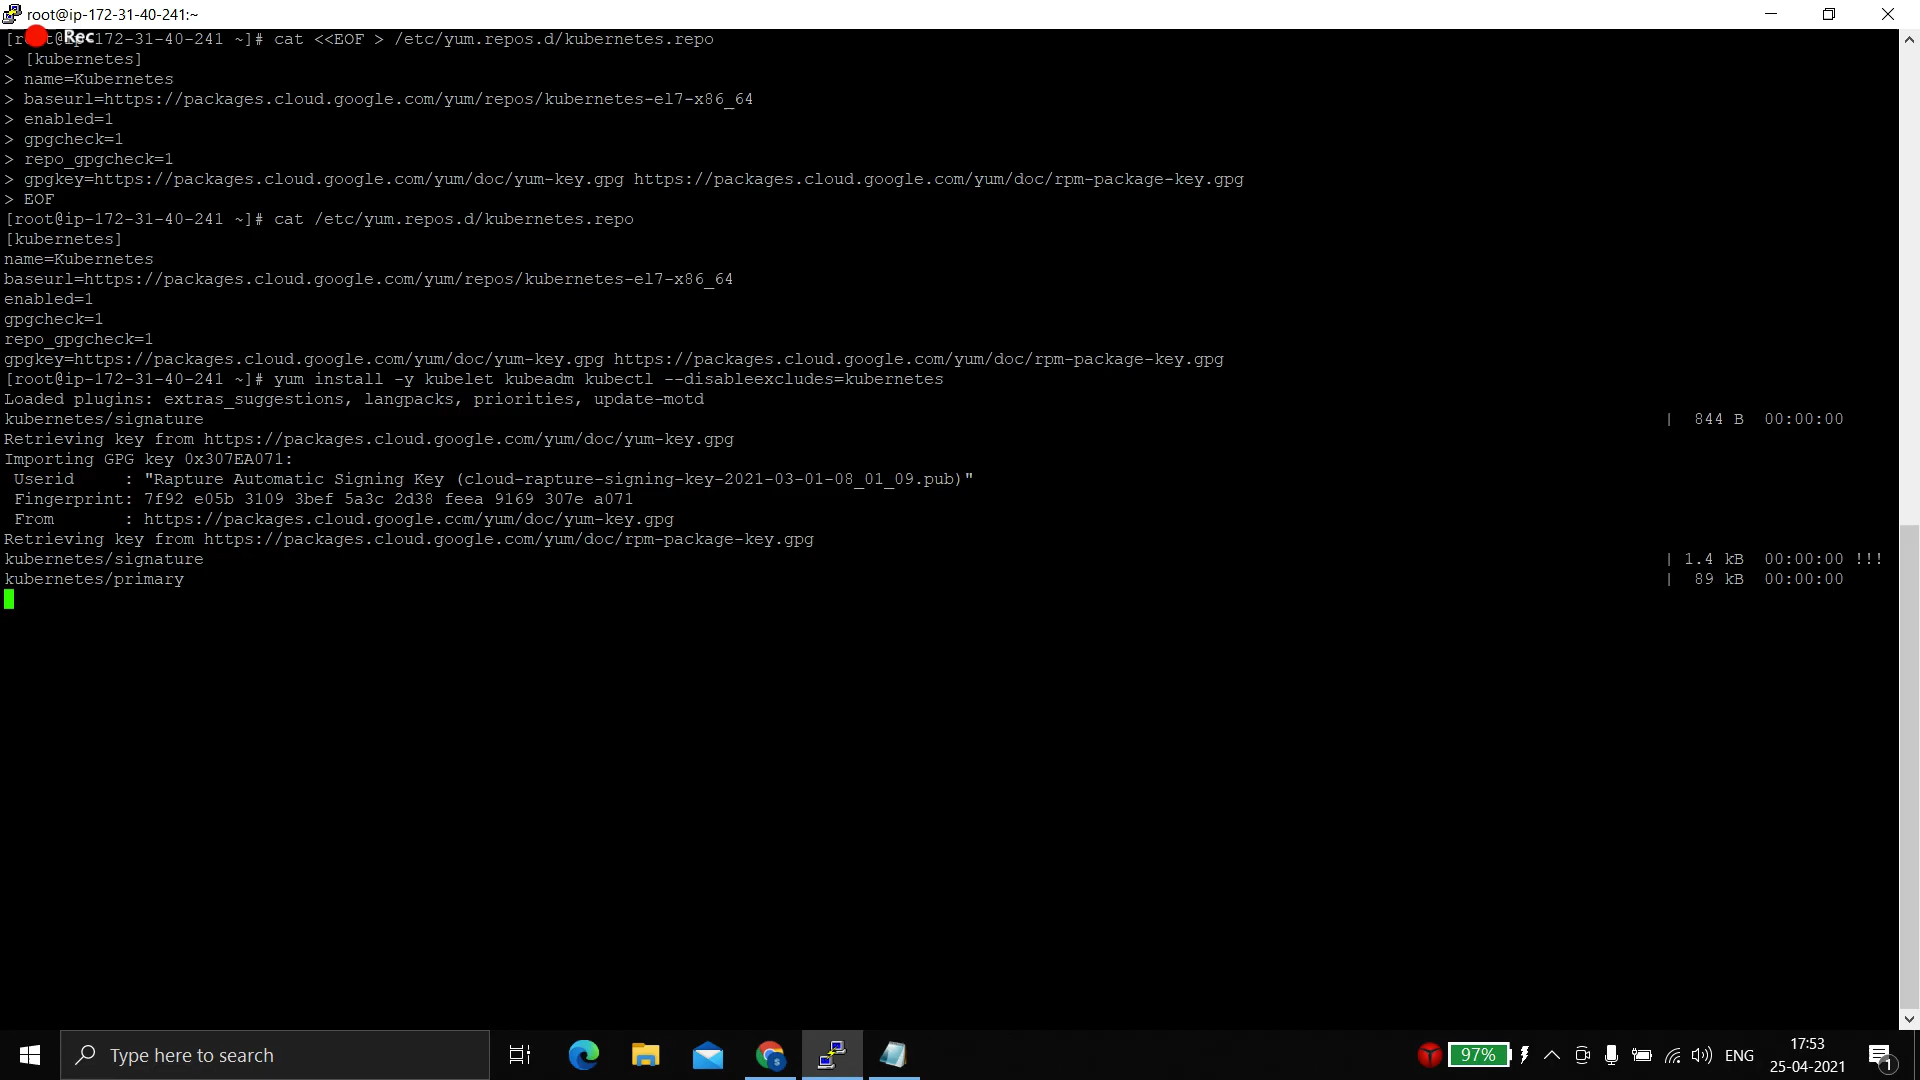 root@ip-172-31-40-241:~
Rec
[root@ip-172-31-40-241 ~]# cat <<EOF > /etc/yum.repos.d/kubernetes.repo
> [kubernetes]
> name=Kubernetes
> baseurl=https://packages.cloud.google.com/yum/repos/kubernetes-el7-x86_64
> enabled=1
> gpgcheck=1
> repo_gpgcheck=1
> gpgkey=https://packages.cloud.google.com/yum/doc/yum-key.gpg https://packages.cloud.google.com/yum/doc/rpm-package-key.gpg
> EOF
[root@ip-172-31-40-241 ~]# cat /etc/yum.repos.d/kubernetes.repo
[kubernetes]
name=Kubernetes
baseurl=https://packages.cloud.google.com/yum/repos/kubernetes-el7-x86_64
enabled=1
gpgcheck=1
repo_gpgcheck=1
gpgkey=https://packages.cloud.google.com/yum/doc/yum-key.gpg https://packages.cloud.google.com/yum/doc/rpm-package-key.gpg
[root@ip-172-31-40-241 ~]# yum install -y kubelet kubeadm kubectl --disableexcludes=kubernetes
Loaded plugins: extras_suggestions, langpacks, priorities, update-motd
kubernetes/signature | 844 B 00:00:00
Retrieving key from https://packages.cloud.google.com/yum/doc/yum-key.gpg
Importing GPG key 0x307EA071:
Userid : "Rapture Automatic Signing Key (cloud-rapture-signing-key-2021-03-01-08_01_09.pub)"
Fingerprint: 7f92 e05b 3109 3bef 5a3c 2d38 feea 9169 307e a071
From : https://packages.cloud.google.com/yum/doc/yum-key.gpg
Retrieving key from https://packages.cloud.google.com/yum/doc/rpm-package-key.gpg
kubernetes/signature | 1.4 kB 00:00:00 !!!
kubernetes/primary | 89 kB 00:00:00
Type here to search
97%
ENG
17:53
25-04-2021
1